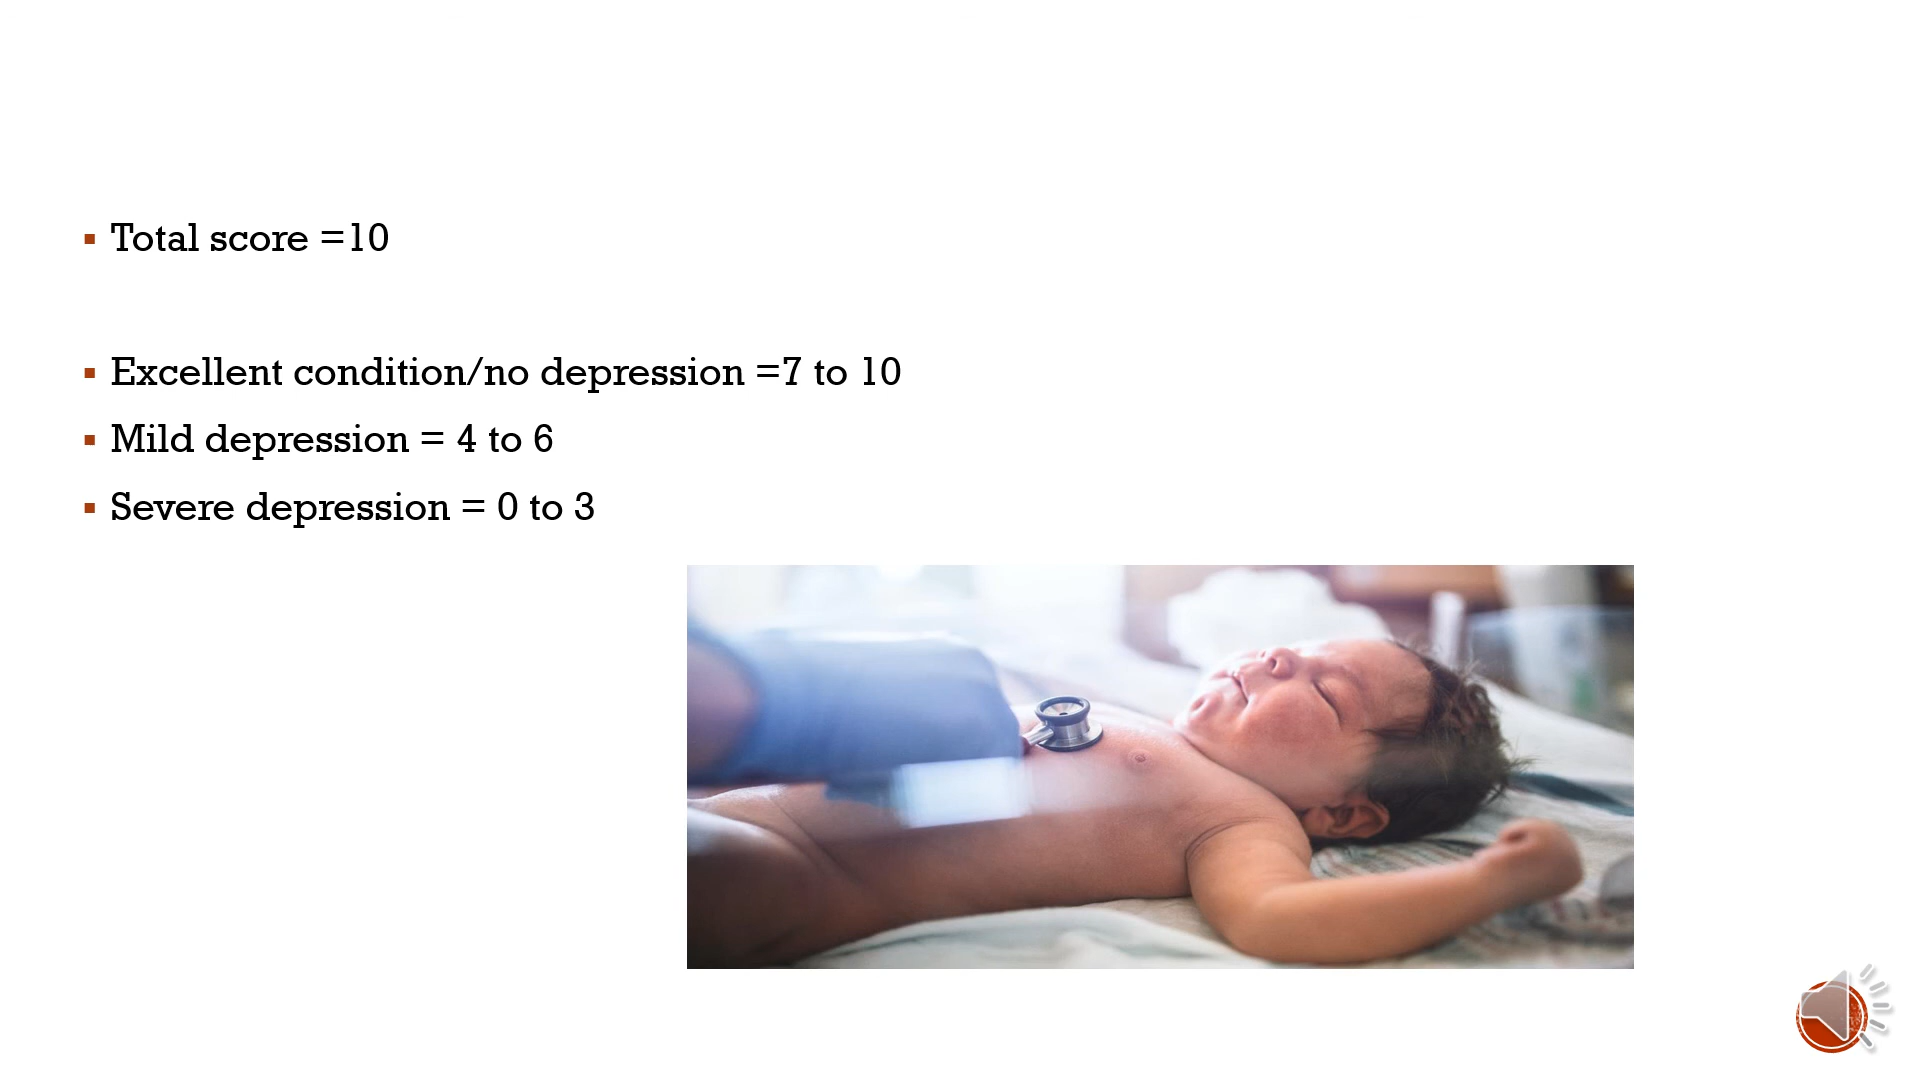 Total score =10
Excellent condition/no depression =7 to 10
Mild depression = 4 to 6
Severe depression = 0 to 3